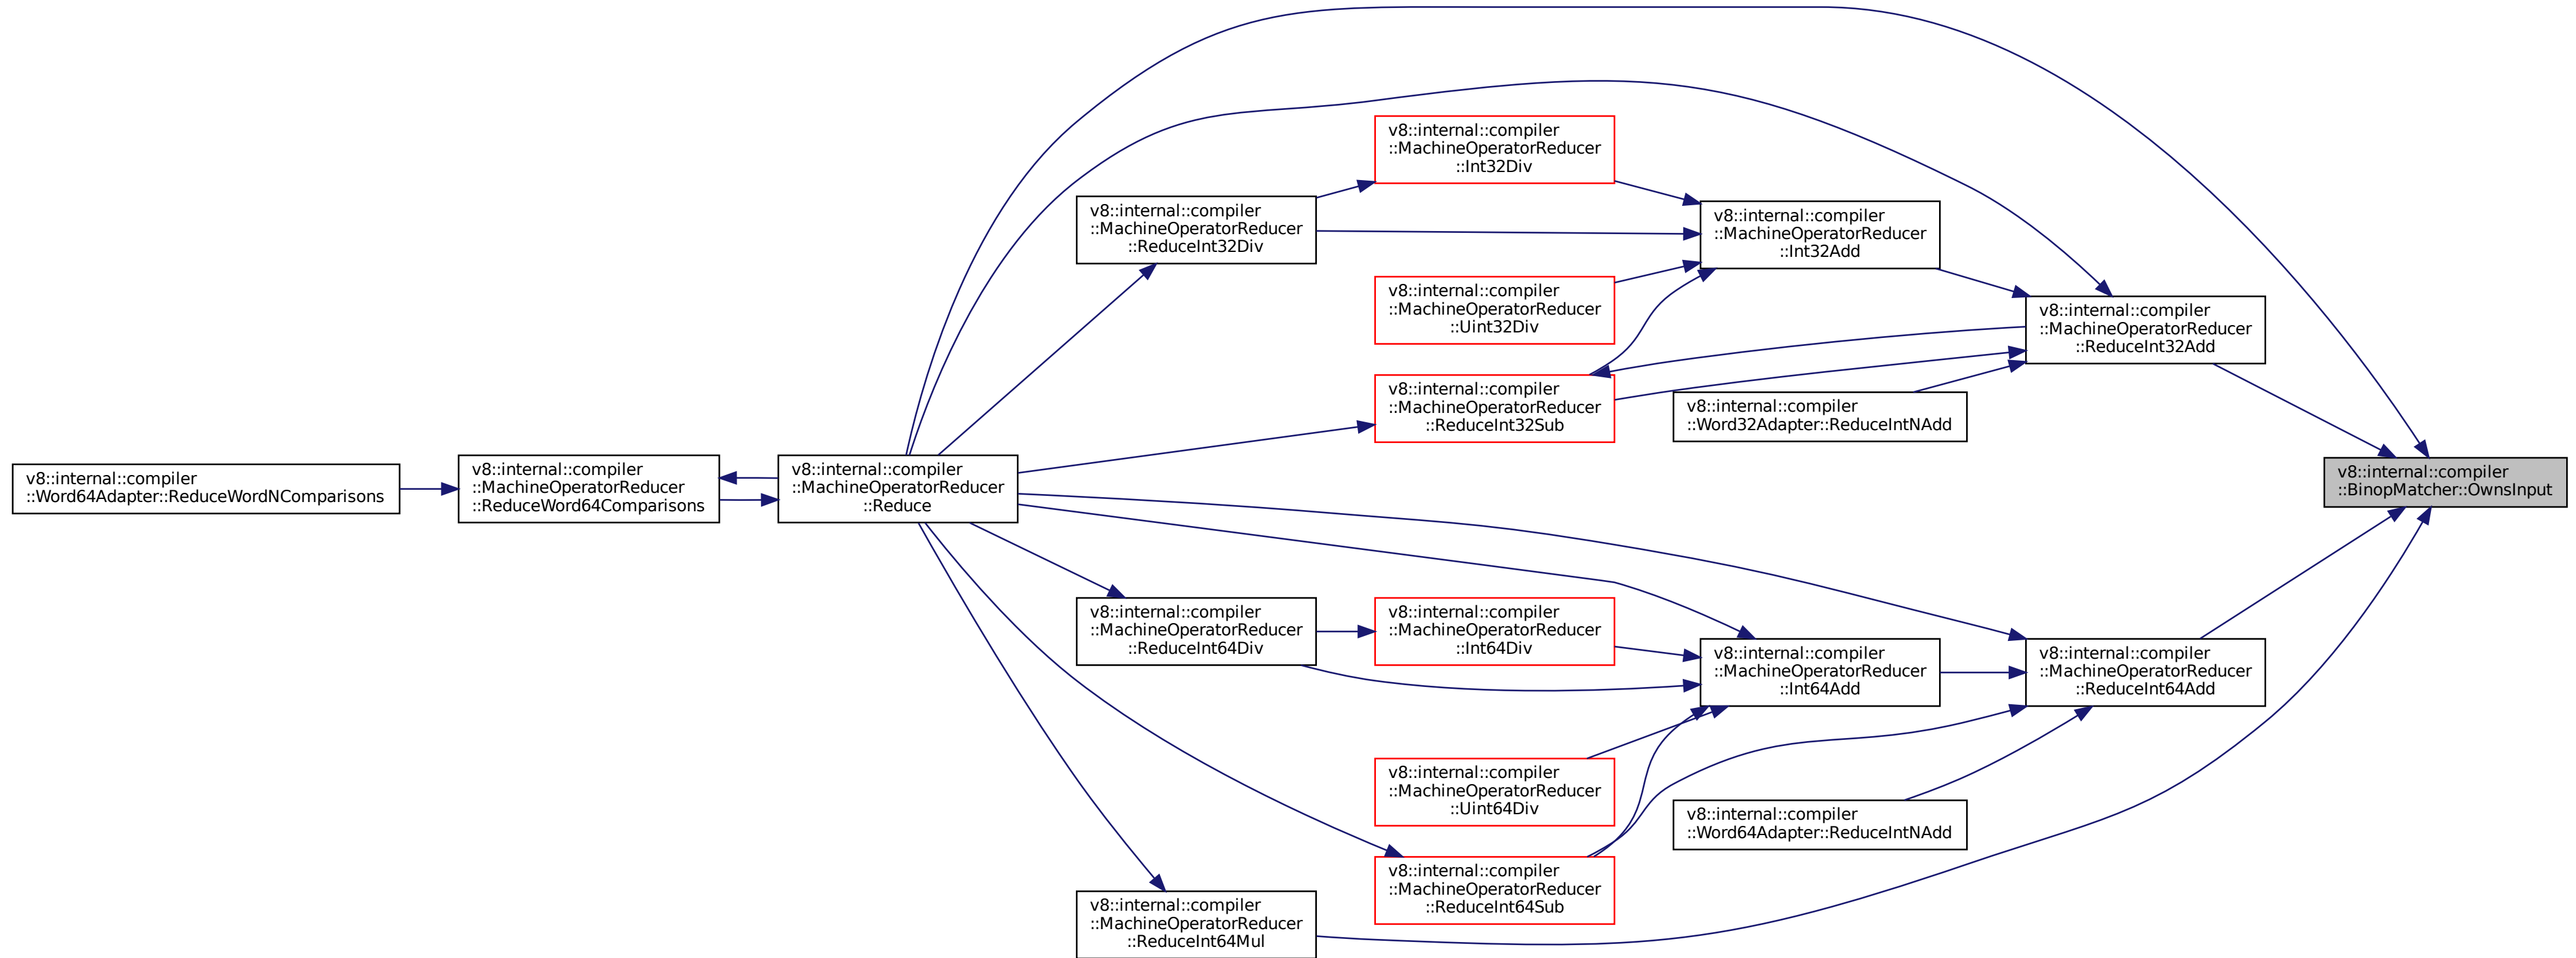 v8::internal::compiler
::Word64Adapter::ReduceWordNComparisons
v8::internal::compiler
::MachineOperatorReducer
::ReduceWord64Comparisons
v8::internal::compiler
::MachineOperatorReducer
::Reduce
v8::internal::compiler
::MachineOperatorReducer
::ReduceInt32Div
v8::internal::compiler
::MachineOperatorReducer
::ReduceInt64Div
v8::internal::compiler
::MachineOperatorReducer
::ReduceInt64Mul
v8::internal::compiler
::MachineOperatorReducer
::Int32Div
v8::internal::compiler
::MachineOperatorReducer
::Uint32Div
v8::internal::compiler
::MachineOperatorReducer
::ReduceInt32Sub
v8::internal::compiler
::MachineOperatorReducer
::Int64Div
v8::internal::compiler
::MachineOperatorReducer
::Uint64Div
v8::internal::compiler
::MachineOperatorReducer
::ReduceInt64Sub
v8::internal::compiler
::MachineOperatorReducer
::Int32Add
v8::internal::compiler
::Word32Adapter::ReduceIntNAdd
v8::internal::compiler
::MachineOperatorReducer
::Int64Add
v8::internal::compiler
::Word64Adapter::ReduceIntNAdd
v8::internal::compiler
::MachineOperatorReducer
::ReduceInt32Add
v8::internal::compiler
::MachineOperatorReducer
::ReduceInt64Add
v8::internal::compiler
::BinopMatcher::OwnsInput